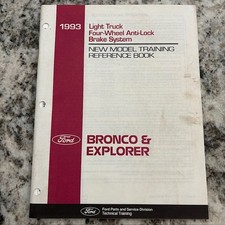 1993
Light Truck
Four-Wheel Anti-Lock
Brake System
NEW MODEL TRAINING
REFERENCE BOOK
Ford
BRONCO &
EXPLORER
Ford
Ford Parts and Service Division
Technical Training